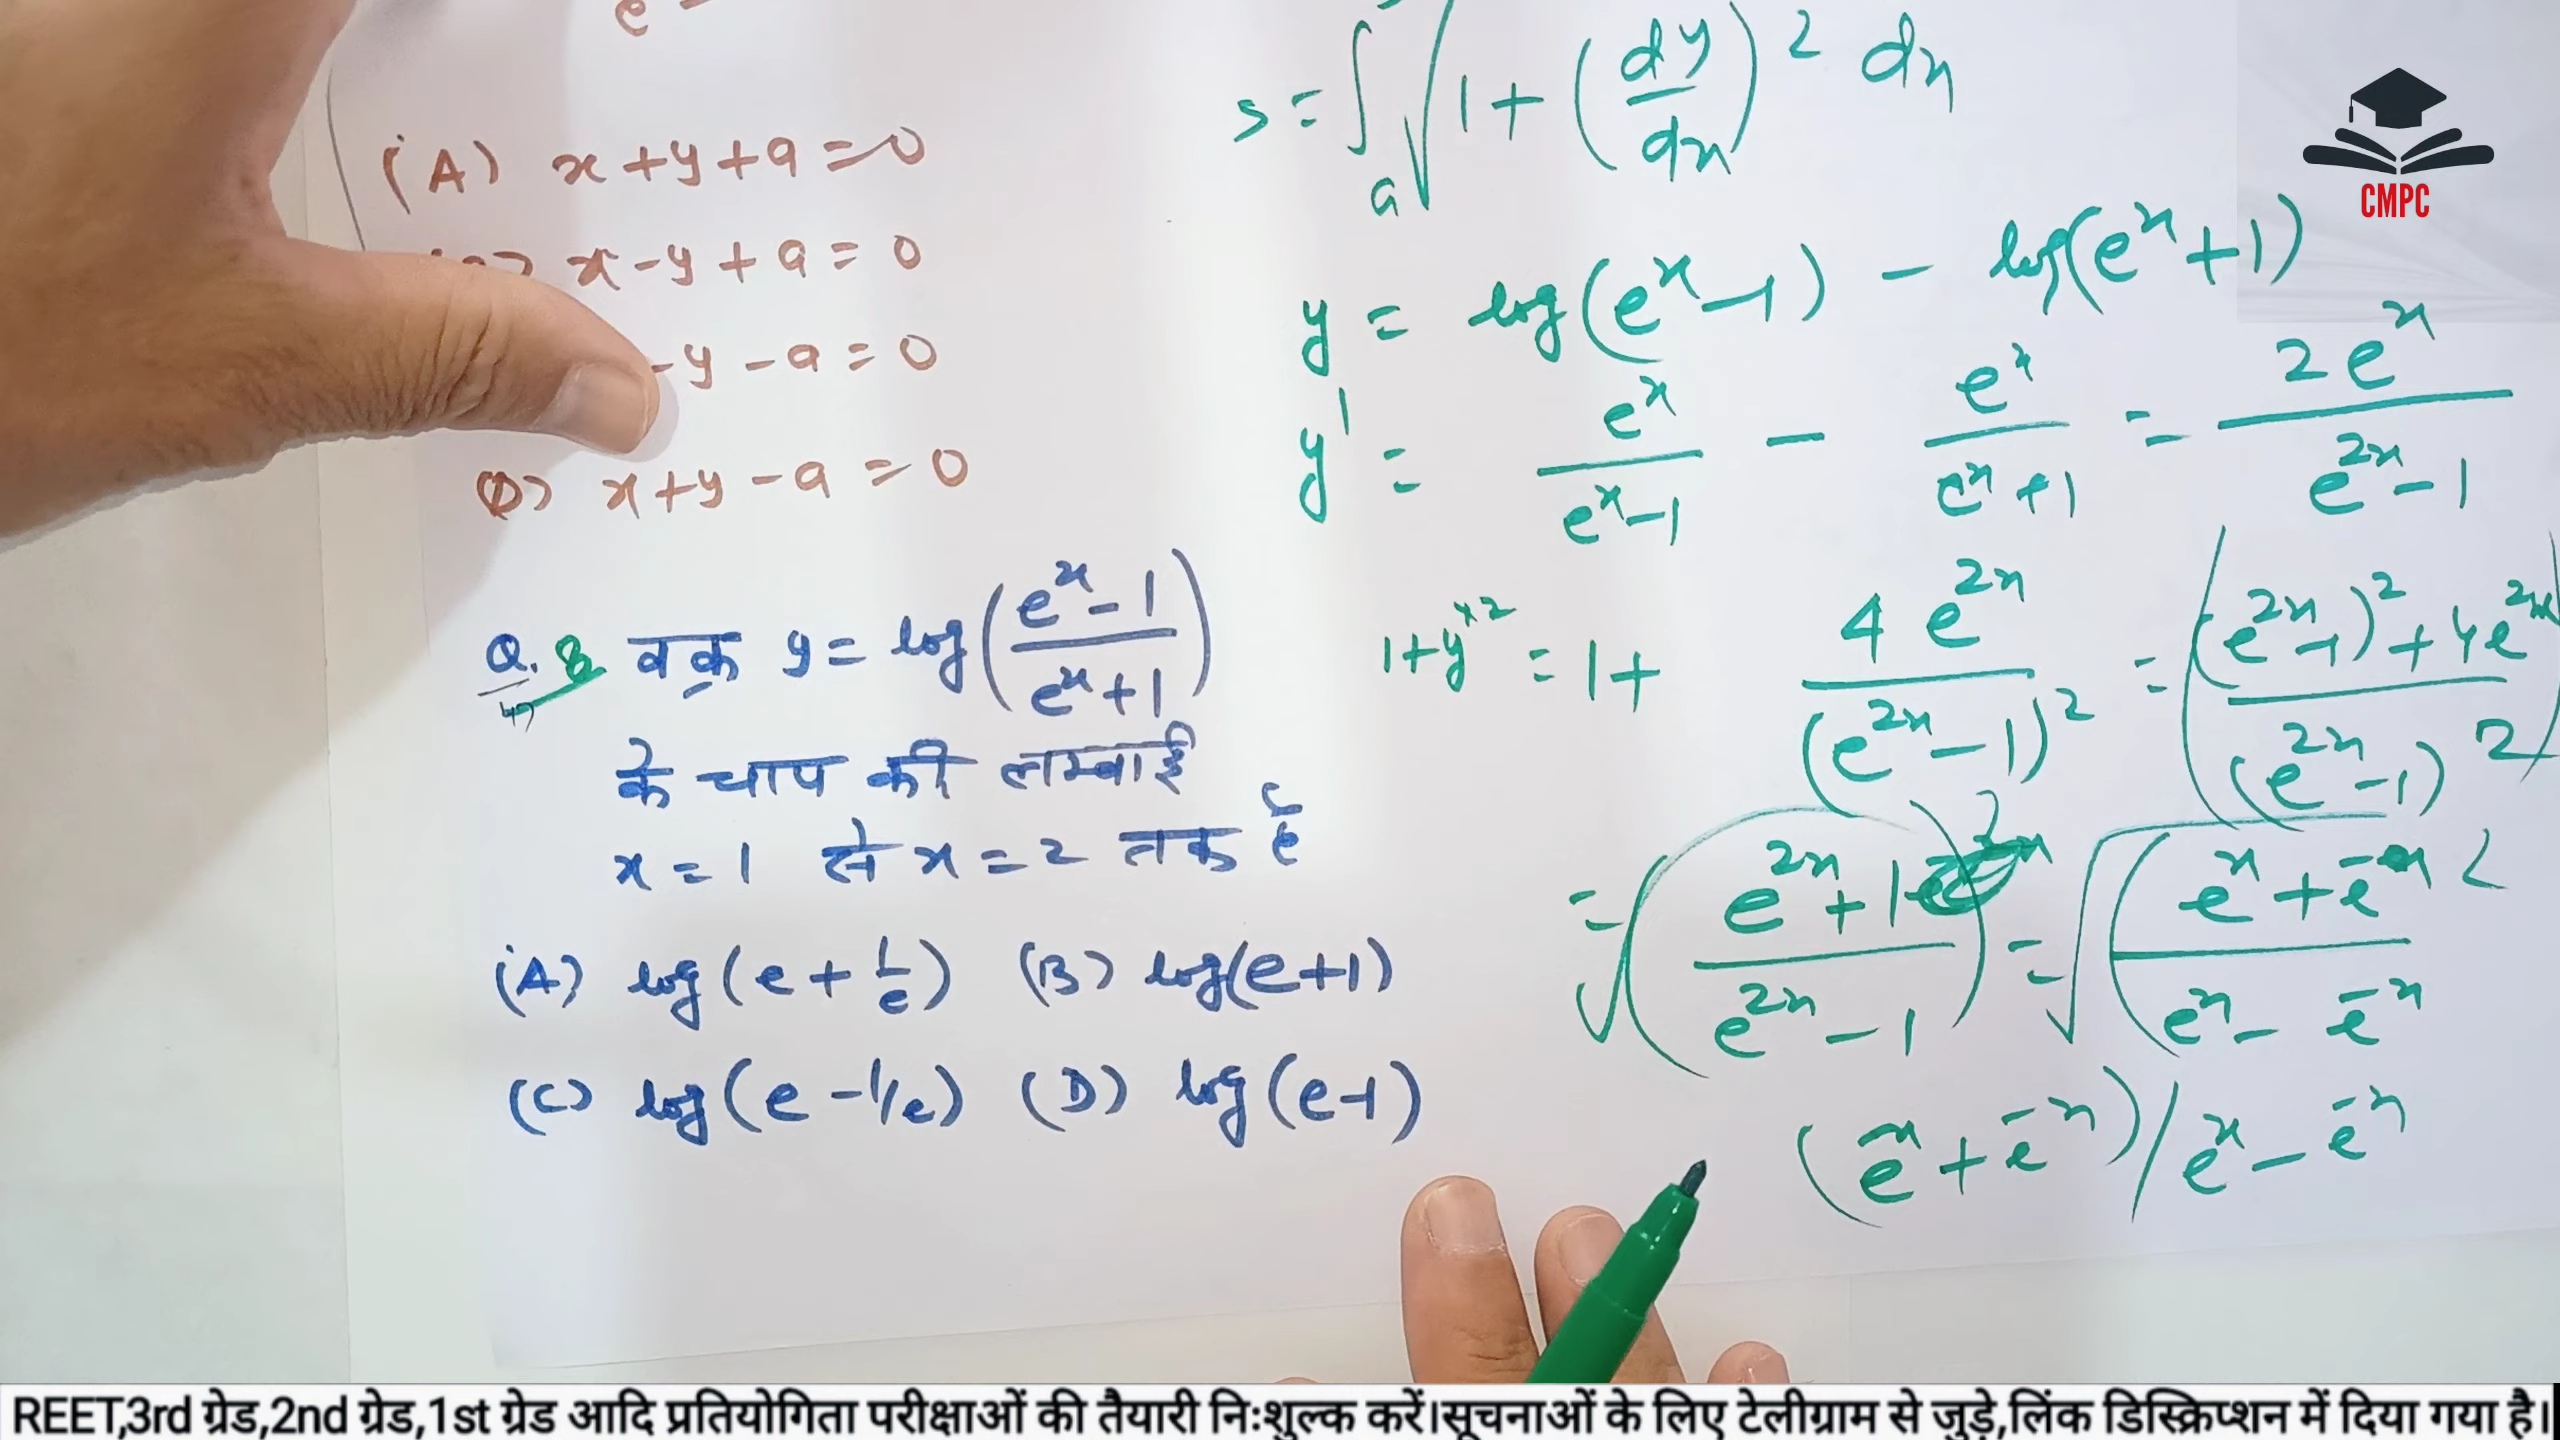 (A) x + y + a = 0
x - y + a = 0
- y - a = 0
(D) x + y - a = 0
Q. 8 वक्र y = log((e^x - 1)/(e^x + 1))
के चाप की लम्बाई
x = 1 से x = 2 तक है
(A) log(e + 1/e) (B) log(e+1)
(C) log(e - 1/e) (D) log(e-1)
s = ∫a √(1 + (dy/dx)^2) dx
y = log(e^x - 1) - log(e^x + 1)
y' = e^x/(e^x - 1) - e^x/(e^x + 1) = 2e^x/(e^2x - 1)
1 + y'^2 = 1 + 4e^2x/(e^2x - 1)^2 = ((e^2x - 1)^2 + 4e^2x)/(e^2x - 1)^2
= √((e^2x + 1)/(e^2x - 1))^2 = √((e^x + e^-x)/(e^x - e^-x))^2
(e^x + e^-x)/e^x - e^-x
CMPC
REET,3rd ग्रेड,2nd ग्रेड,1st ग्रेड आदि प्रतियोगिता परीक्षाओं की तैयारी निःशुल्क करें।सूचनाओं के लिए टेलीग्राम से जुड़े,लिंक डिस्क्रिप्शन में दिया गया है।